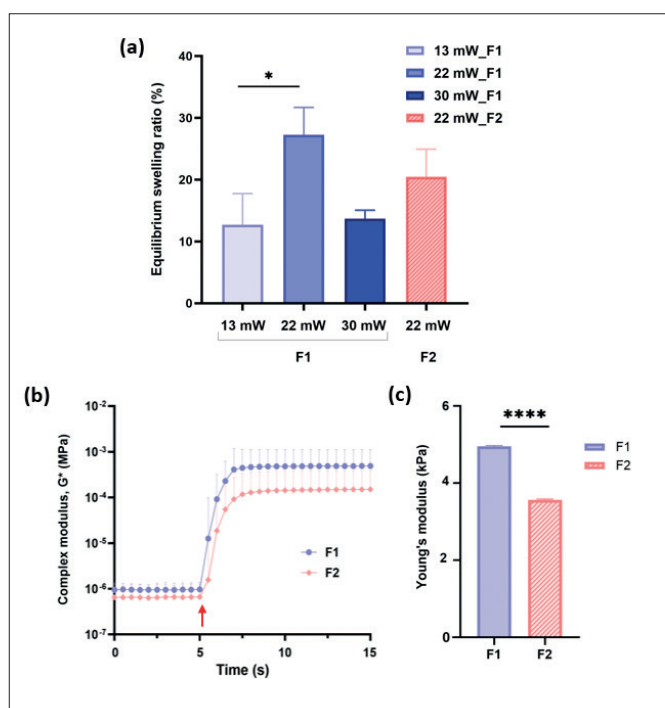 (a)
Equilibrium swelling ratio (%)
40
30
20
10
0
*
13 mW_F1
22 mW_F1
30 mW_F1
22 mW_F2
13 mW 22 mW 30 mW 22 mW
F1 F2
(b)
Complex modulus, G* (MPa)
10⁻²
10⁻³
10⁻⁴
10⁻⁵
10⁻⁶
10⁻⁷
F1
F2
0 5 10 15
Time (s)
(c)
Young's modulus (kPa)
6
4
2
0
****
F1
F2
F1 F2